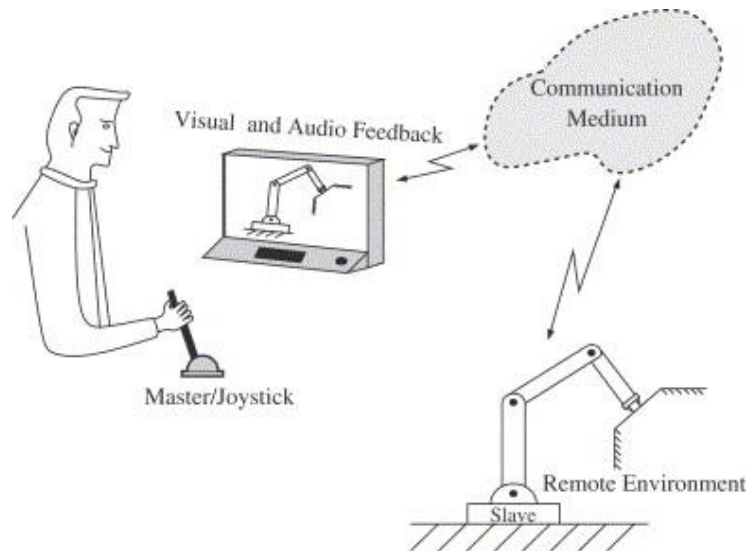 Communication
Medium
Visual and Audio Feedback
Master/Joystick
Remote Environment
Slave